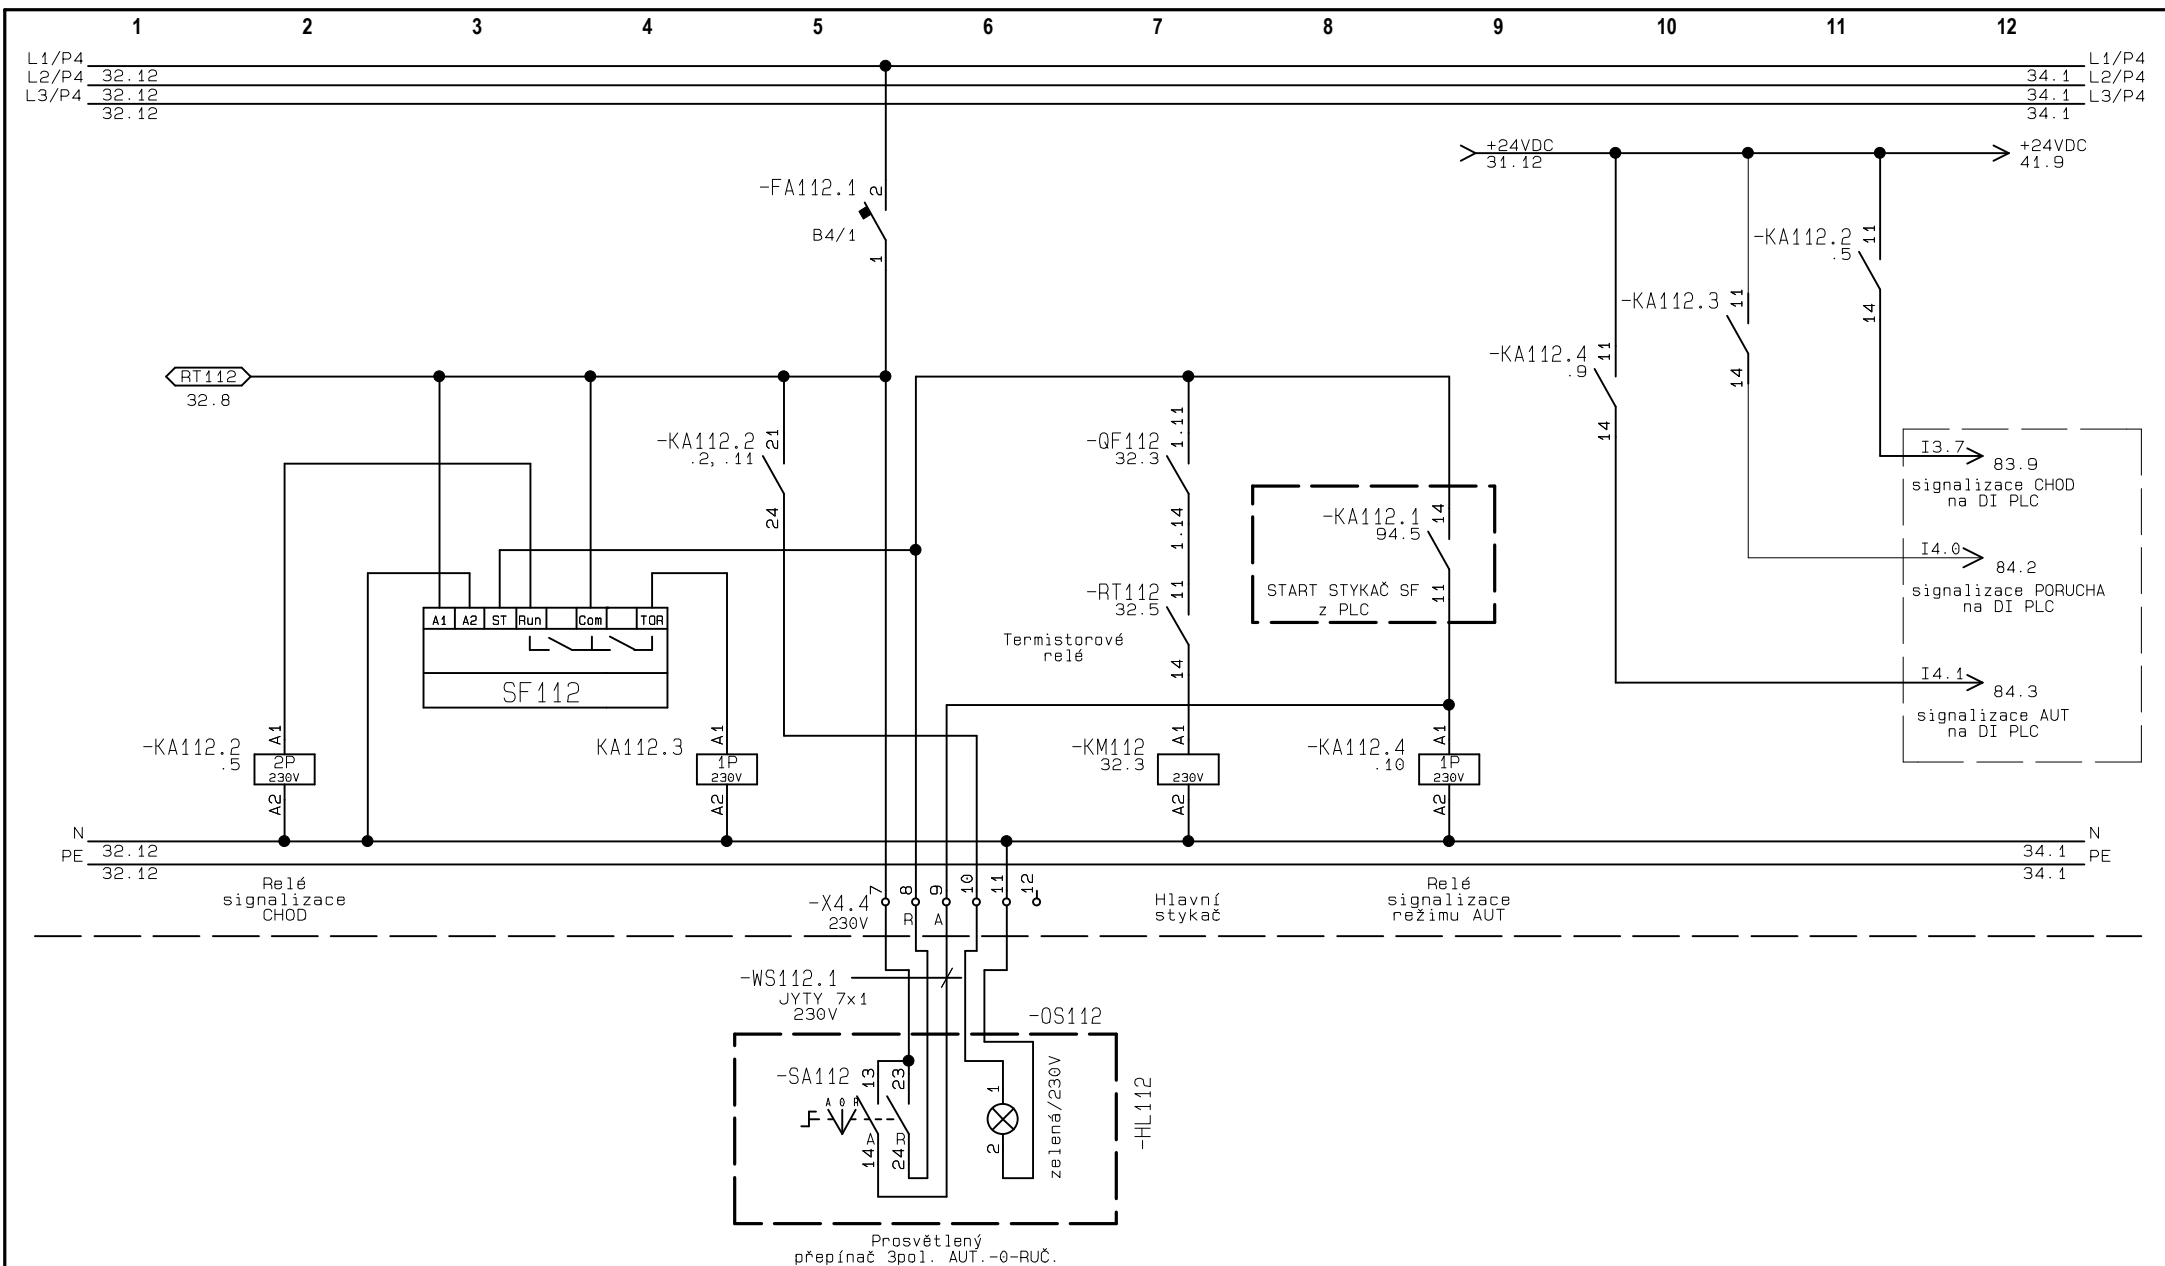 1 2 3 4 5 6 7 8 9 10 11 12
L1/P4 L1/P4
L2/P4 32.12 34.1 L2/P4
L3/P4 32.12 34.1 L3/P4
32.12 34.1
+24VDC +24VDC
31.12 41.9
-FA112.1 2
B4/1
1
-KA112.2 11
.5
14
-KA112.3 11
14
-KA112.4 11
.9
14
RT112
32.8
-KA112.2 21
.2, .11
24
-QF112 1.11
32.3
1.14
-KA112.1 14
94.5
START STYKAČ SF 11
z PLC
-RT112 11
32.5
14
Termistorové
relé
I3.7
83.9
signalizace CHOD
na DI PLC
I4.0
84.2
signalizace PORUCHA
na DI PLC
I4.1
84.3
signalizace AUT
na DI PLC
A1 A2 ST Run Com TOR
SF112
-KA112.2 A1
.5 2P
230V
A2
KA112.3 A1
1P
230V
A2
-KM112 A1
32.3
230V
A2
-KA112.4 A1
.10 1P
230V
A2
N 32.12 34.1 N
PE 32.12 34.1 PE
Relé
signalizace
CHOD
-X4.4 7 8 9 10 11 12
230V R A
Hlavní
stykač
Relé
signalizace
režimu AUT
-WS112.1
JYTY 7x1
230V
-OS112
-SA112 13 23
A 0 R
A R
14 24
1
2
zelená/230V
-HL112
Prosvětlený
přepínač 3pol. AUT.-0-RUČ.